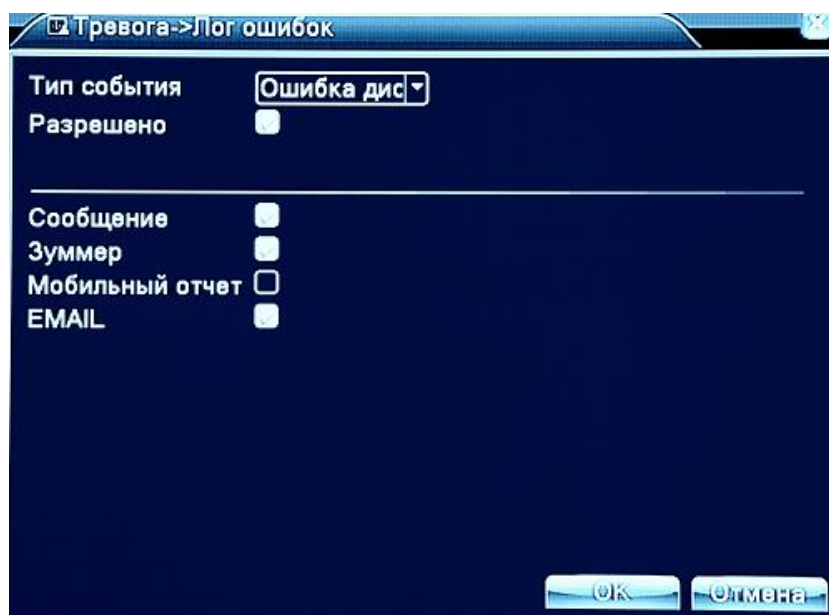 Тревога->Лог ошибок
Тип события Ошибка дис
Разрешено
Сообщение
Зуммер
Мобильный отчет
EMAIL
OK Отмена